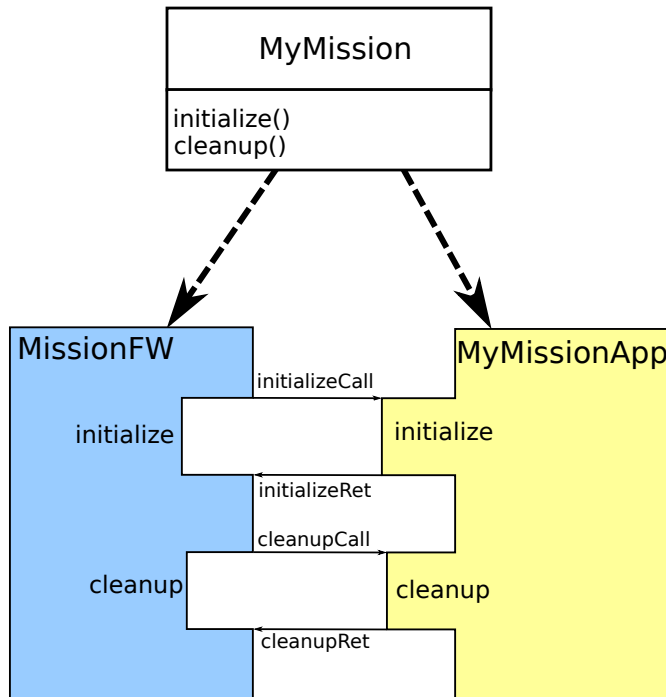 MyMission
initialize()
cleanup()
MissionFW
MyMissionApp
initializeCall
initialize
initialize
initializeRet
cleanupCall
cleanup
cleanup
cleanupRet